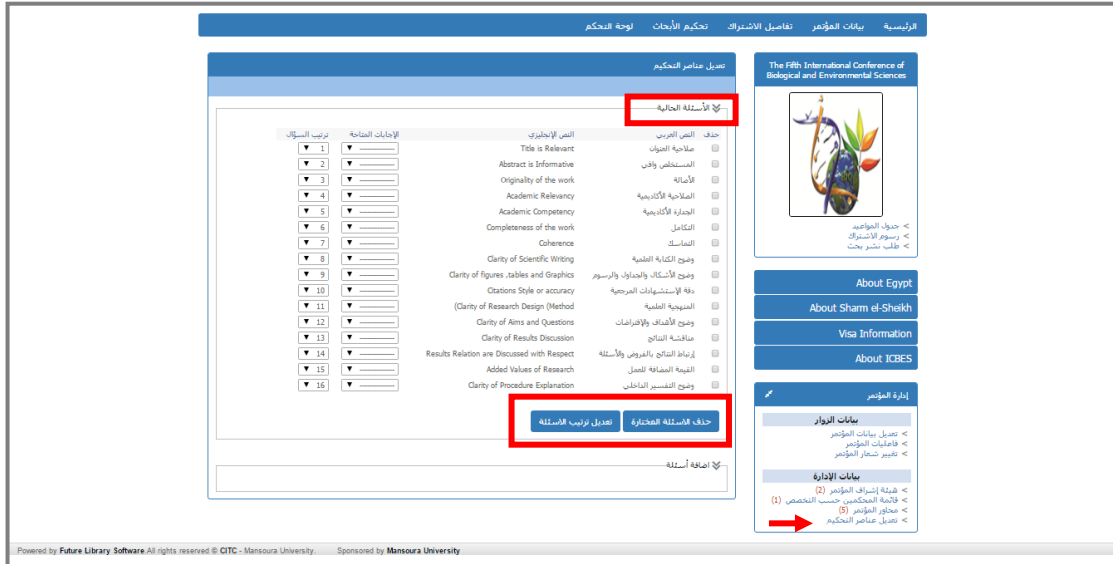 الرئيسية بيانات المؤتمر تفاصيل الاشتراك تحكيم الأبحاث لوحة التحكم
The Fifth International Conference of
Biological and Environmental Sciences
> جدول المواعيد
> رسوم الاشتراك
> طلب نشر بحث
About Egypt
About Sharm el-Sheikh
Visa Information
About ICBES
إدارة المؤتمر
بيانات الزوار
> تعديل بيانات المؤتمر
> فاعليات المؤتمر
> تغيير شعار المؤتمر
بيانات الإدارة
> هيئة إشراف المؤتمر (2)
> قائمة المحكمين حسب التخصص (1)
> محاور المؤتمر (5)
> تعديل عناصر التحكيم
تعديل عناصر التحكيم
الأسئلة الحالية
حذف النص العربي النص الإنجليزي الإجابات المتاحة ترتيب السؤال
صلاحية العنوان Title is Relevant 1
المستخلص وافي Abstract is Informative 2
الأصالة Originality of the work 3
الصلاحية الأكاديمية Academic Relevancy 4
الجدارة الأكاديمية Academic Competency 5
التكامل Completeness of the work 6
التماسك Coherence 7
وضوح الكتابة العلمية Clarity of Scientific Writing 8
وضوح الأشكال والجداول والرسوم Clarity of figures ,tables and Graphics 9
دقة الإستشهادات المرجعية Citations Style or accuracy 10
المنهجية العلمية (Clarity of Research Design (Method 11
وضوح الأهداف والإفتراضات Clarity of Aims and Questions 12
مناقشة النتائج Clarity of Results Discussion 13
إرتباط النتائج بالفروض والأسئلة Results Relation are Discussed with Respect 14
القيمة المضافة للعمل Added Values of Research 15
وضوح التفسير الداخلي Clarity of Procedure Explanation 16
حذف الاسئلة المختارة تعديل ترتيب الاسئلة
اضافة أسئلة
Powered by Future Library Software All rights reserved © CITC - Mansoura University. Sponsored by Mansoura University